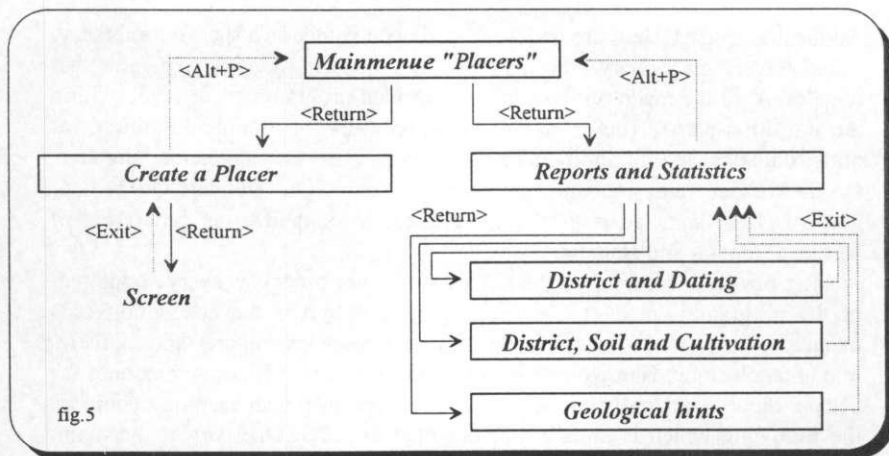 Mainmenue "Placers"
<Alt+P>
<Alt+P>
<Return>
<Return>
Create a Placer
Reports and Statistics
<Exit>
<Return>
<Return>
<Exit>
Screen
District and Dating
District, Soil and Cultivation
Geological hints
fig.5